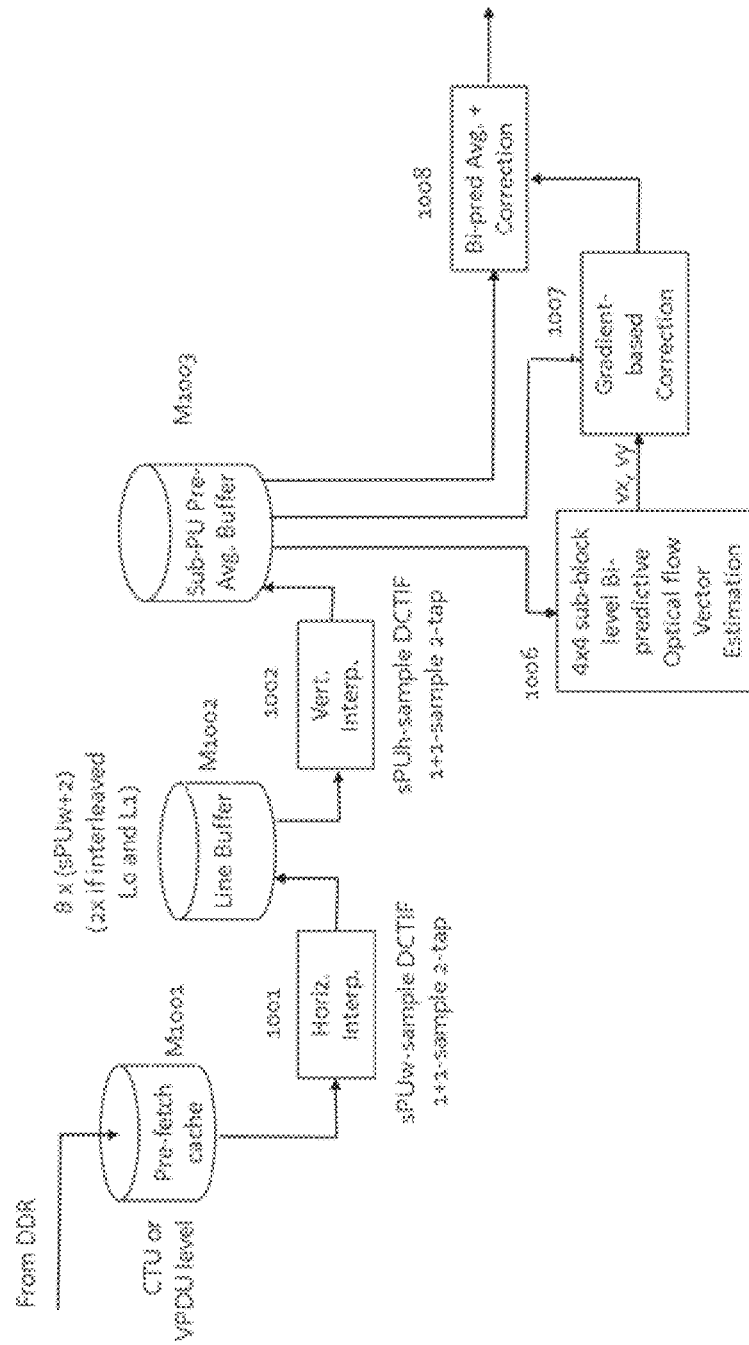 From DDR
CTU or
VPDU level
Pre-fetch
cache
M1001
1001
Horiz.
Interp.
sPUw-sample DCTIF
1+1-sample 2-tap
8 x (sPUw+2)
(2x if interleaved
L0 and L1)
M1002
Line Buffer
1002
Vert.
Interp.
sPUh-sample DCTIF
1+1-sample 2-tap
M1003
Sub-PU Pre-
Avg. Buffer
1006
4x4 sub-block
level Bi-
predictive
Optical flow
Vector
Estimation
vx, vy
1007
Gradient-
based
Correction
1008
Bi-pred Avg. +
Correction